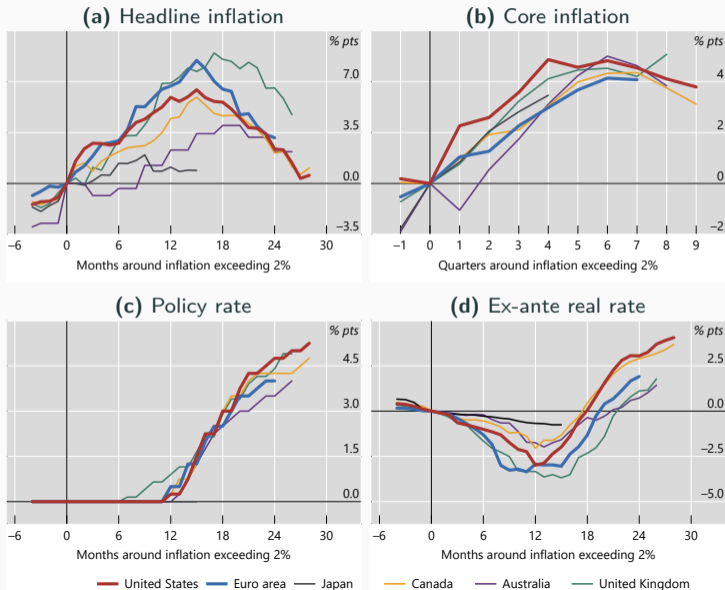 (a) Headline inflation
% pts
7.0
3.5
0.0
−3.5
−6 0 6 12 18 24 30
Months around inflation exceeding 2%
(b) Core inflation
% pts
4
2
0
−2
−1 0 1 2 3 4 5 6 7 8 9
Quarters around inflation exceeding 2%
(c) Policy rate
% pts
4.5
3.0
1.5
0.0
−6 0 6 12 18 24 30
Months around inflation exceeding 2%
(d) Ex-ante real rate
% pts
2.5
0.0
−2.5
−5.0
−6 0 6 12 18 24 30
Months around inflation exceeding 2%
United States Euro area Japan Canada Australia United Kingdom